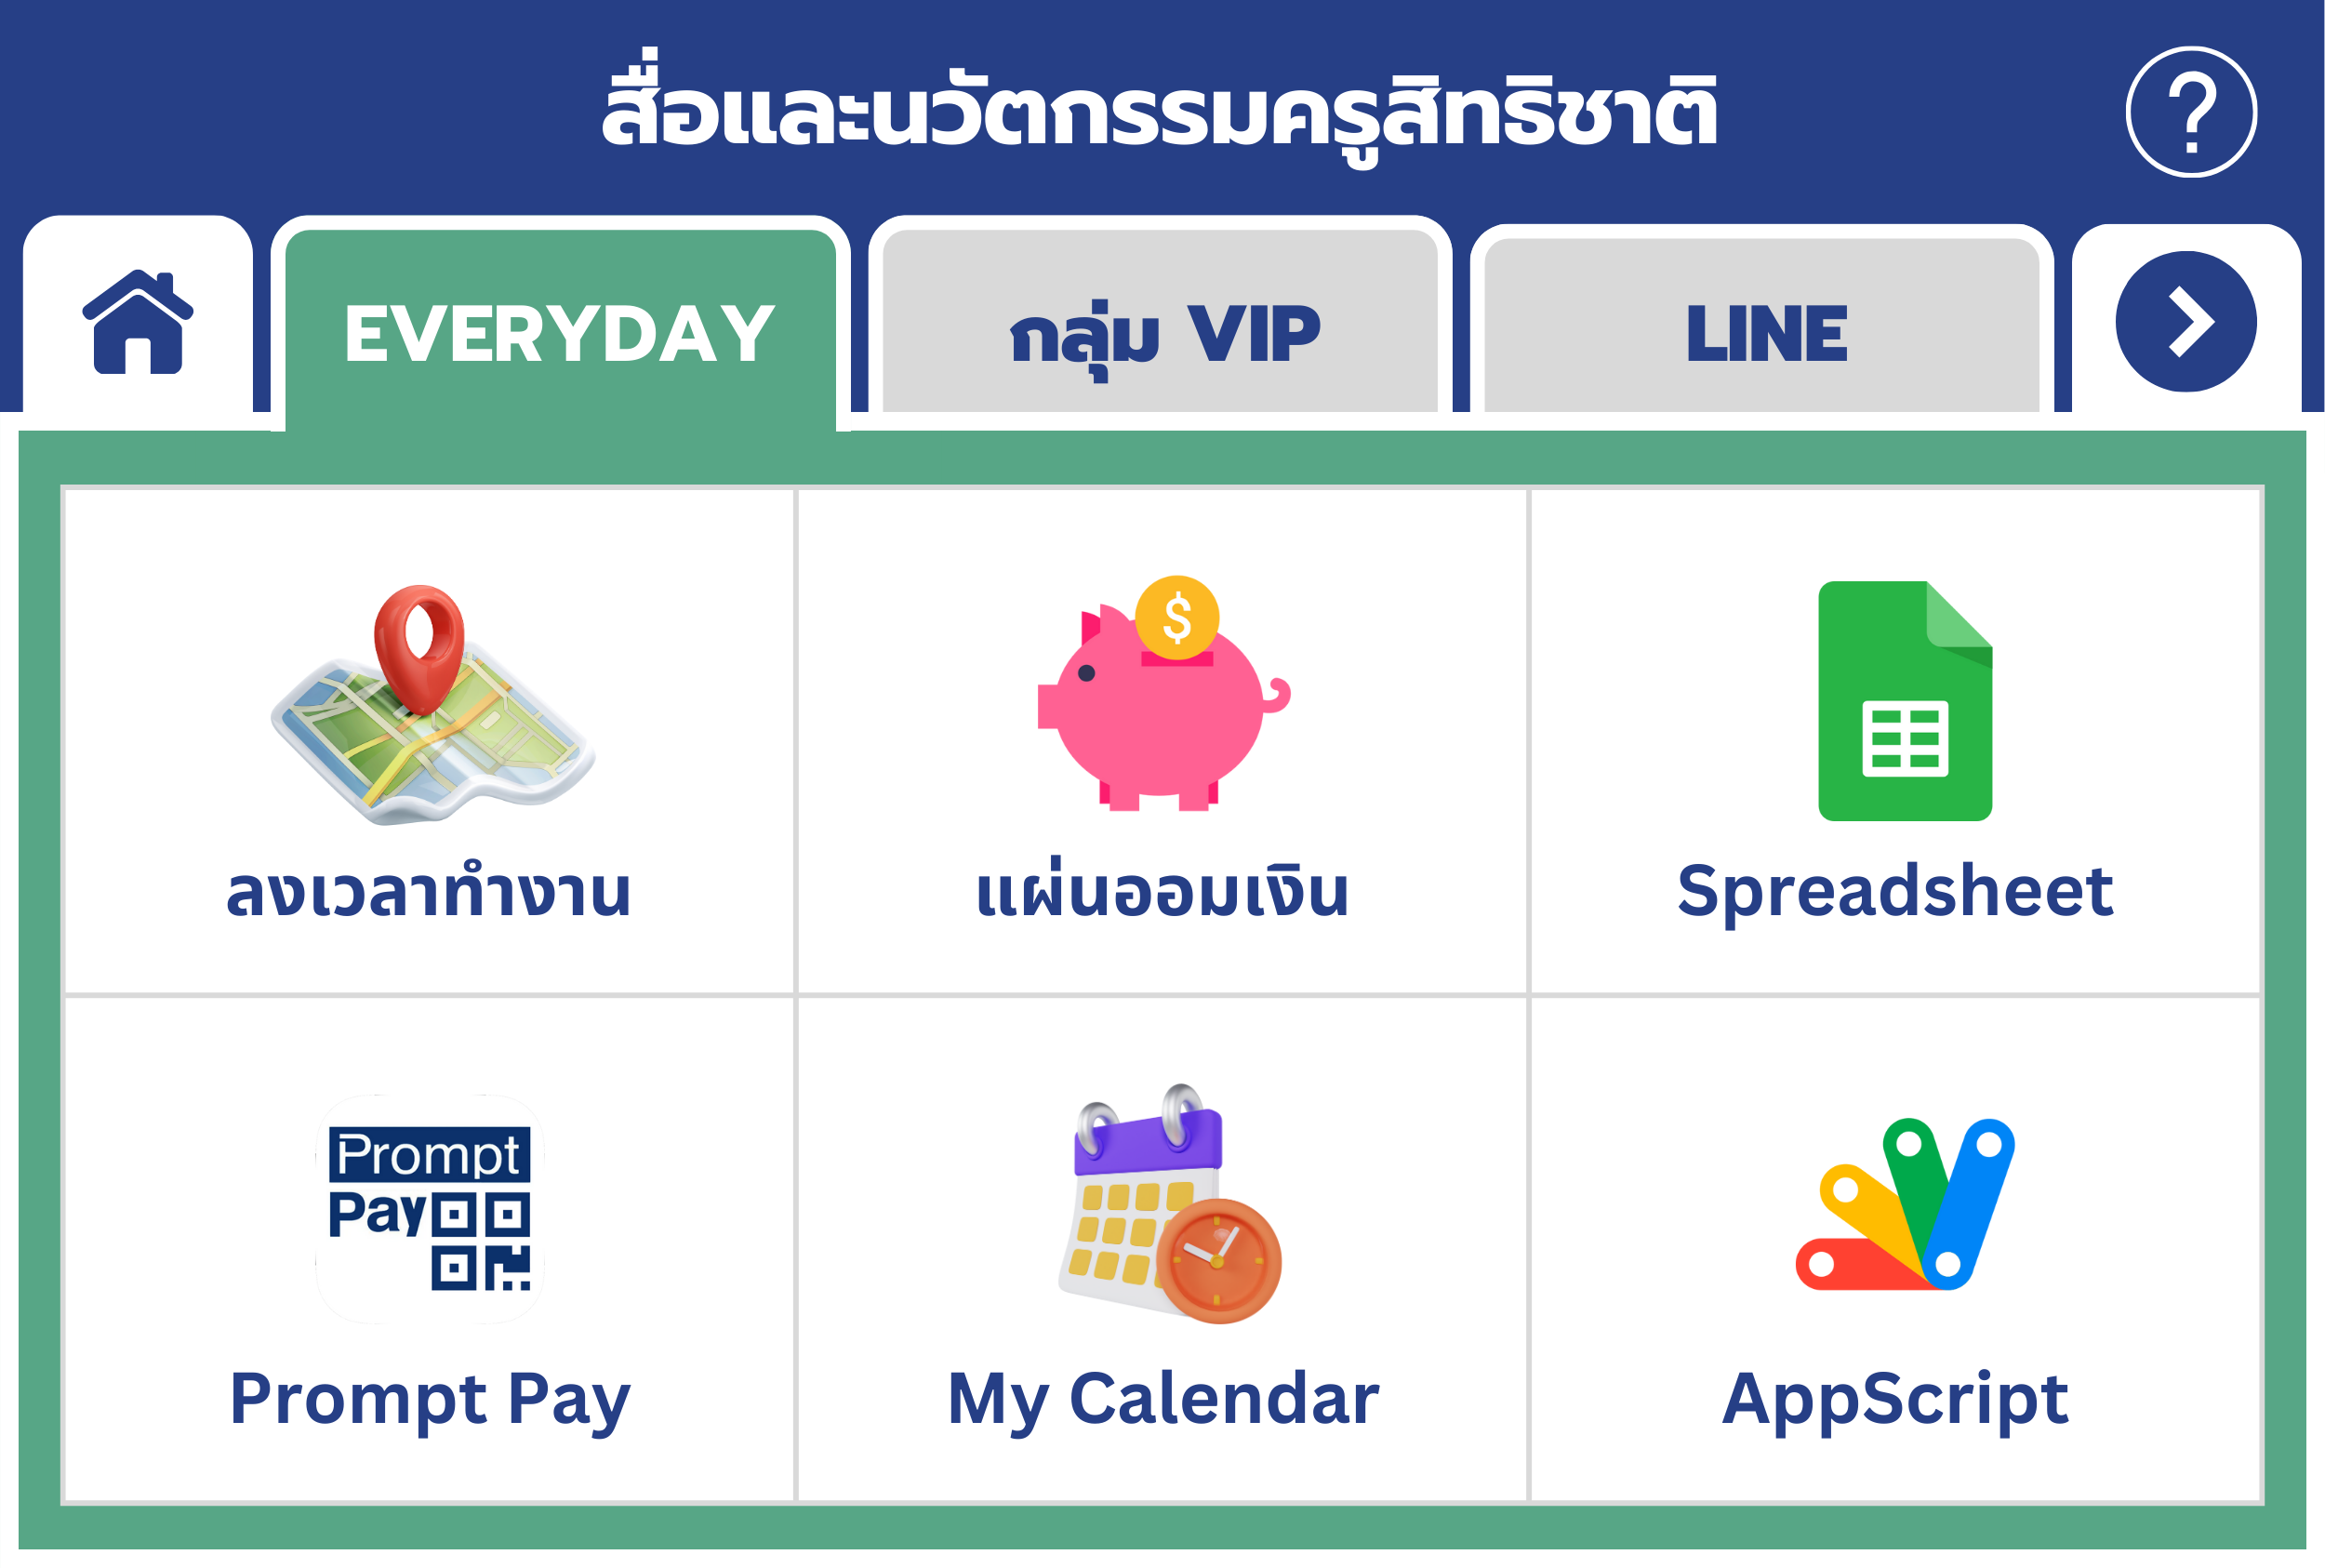 สื่อและนวัตกรรมครูสิทธิชาติ
?
EVERYDAY
กลุ่ม VIP
LINE
$
ลงเวลาทำงาน
แผ่นออมเงิน
Spreadsheet
Prompt
Pay
Prompt Pay
My Calendar
AppScript